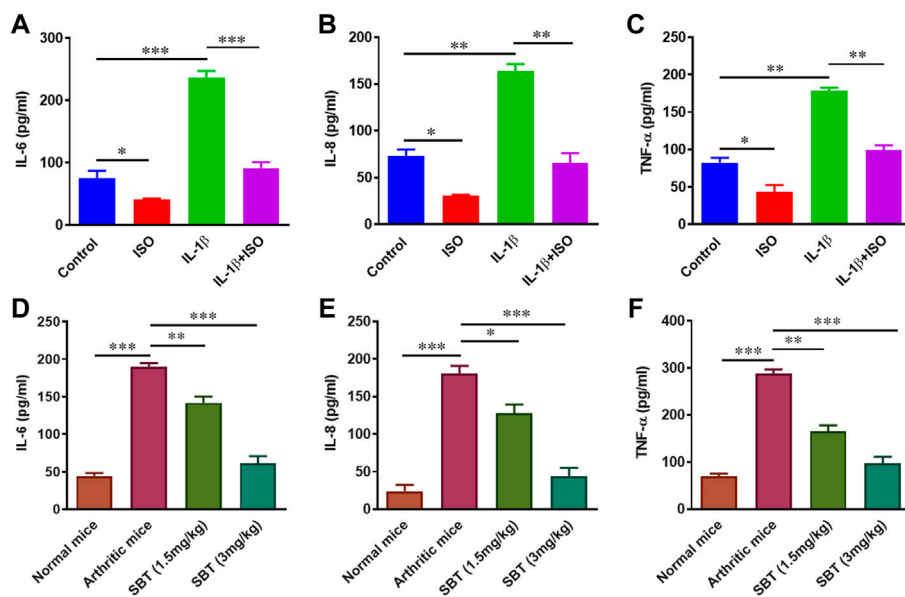 A
IL-6 (pg/ml)
300
200
100
0
***
***
*
Control
ISO
IL-1β
IL-1β+ISO
B
IL-8 (pg/ml)
200
150
100
50
0
**
**
*
Control
ISO
IL-1β
IL-1β+ISO
C
TNF-α (pg/ml)
250
200
150
100
50
0
**
**
*
Control
ISO
IL-1β
IL-1β+ISO
D
IL-6 (pg/ml)
250
200
150
100
50
0
***
***
**
Normal mice
Arthritic mice
SBT (1.5mg/kg)
SBT (3mg/kg)
E
IL-8 (pg/ml)
250
200
150
100
50
0
***
***
*
Normal mice
Arthritic mice
SBT (1.5mg/kg)
SBT (3mg/kg)
F
TNF-α (pg/ml)
400
300
200
100
0
***
***
**
Normal mice
Arthritic mice
SBT (1.5mg/kg)
SBT (3mg/kg)